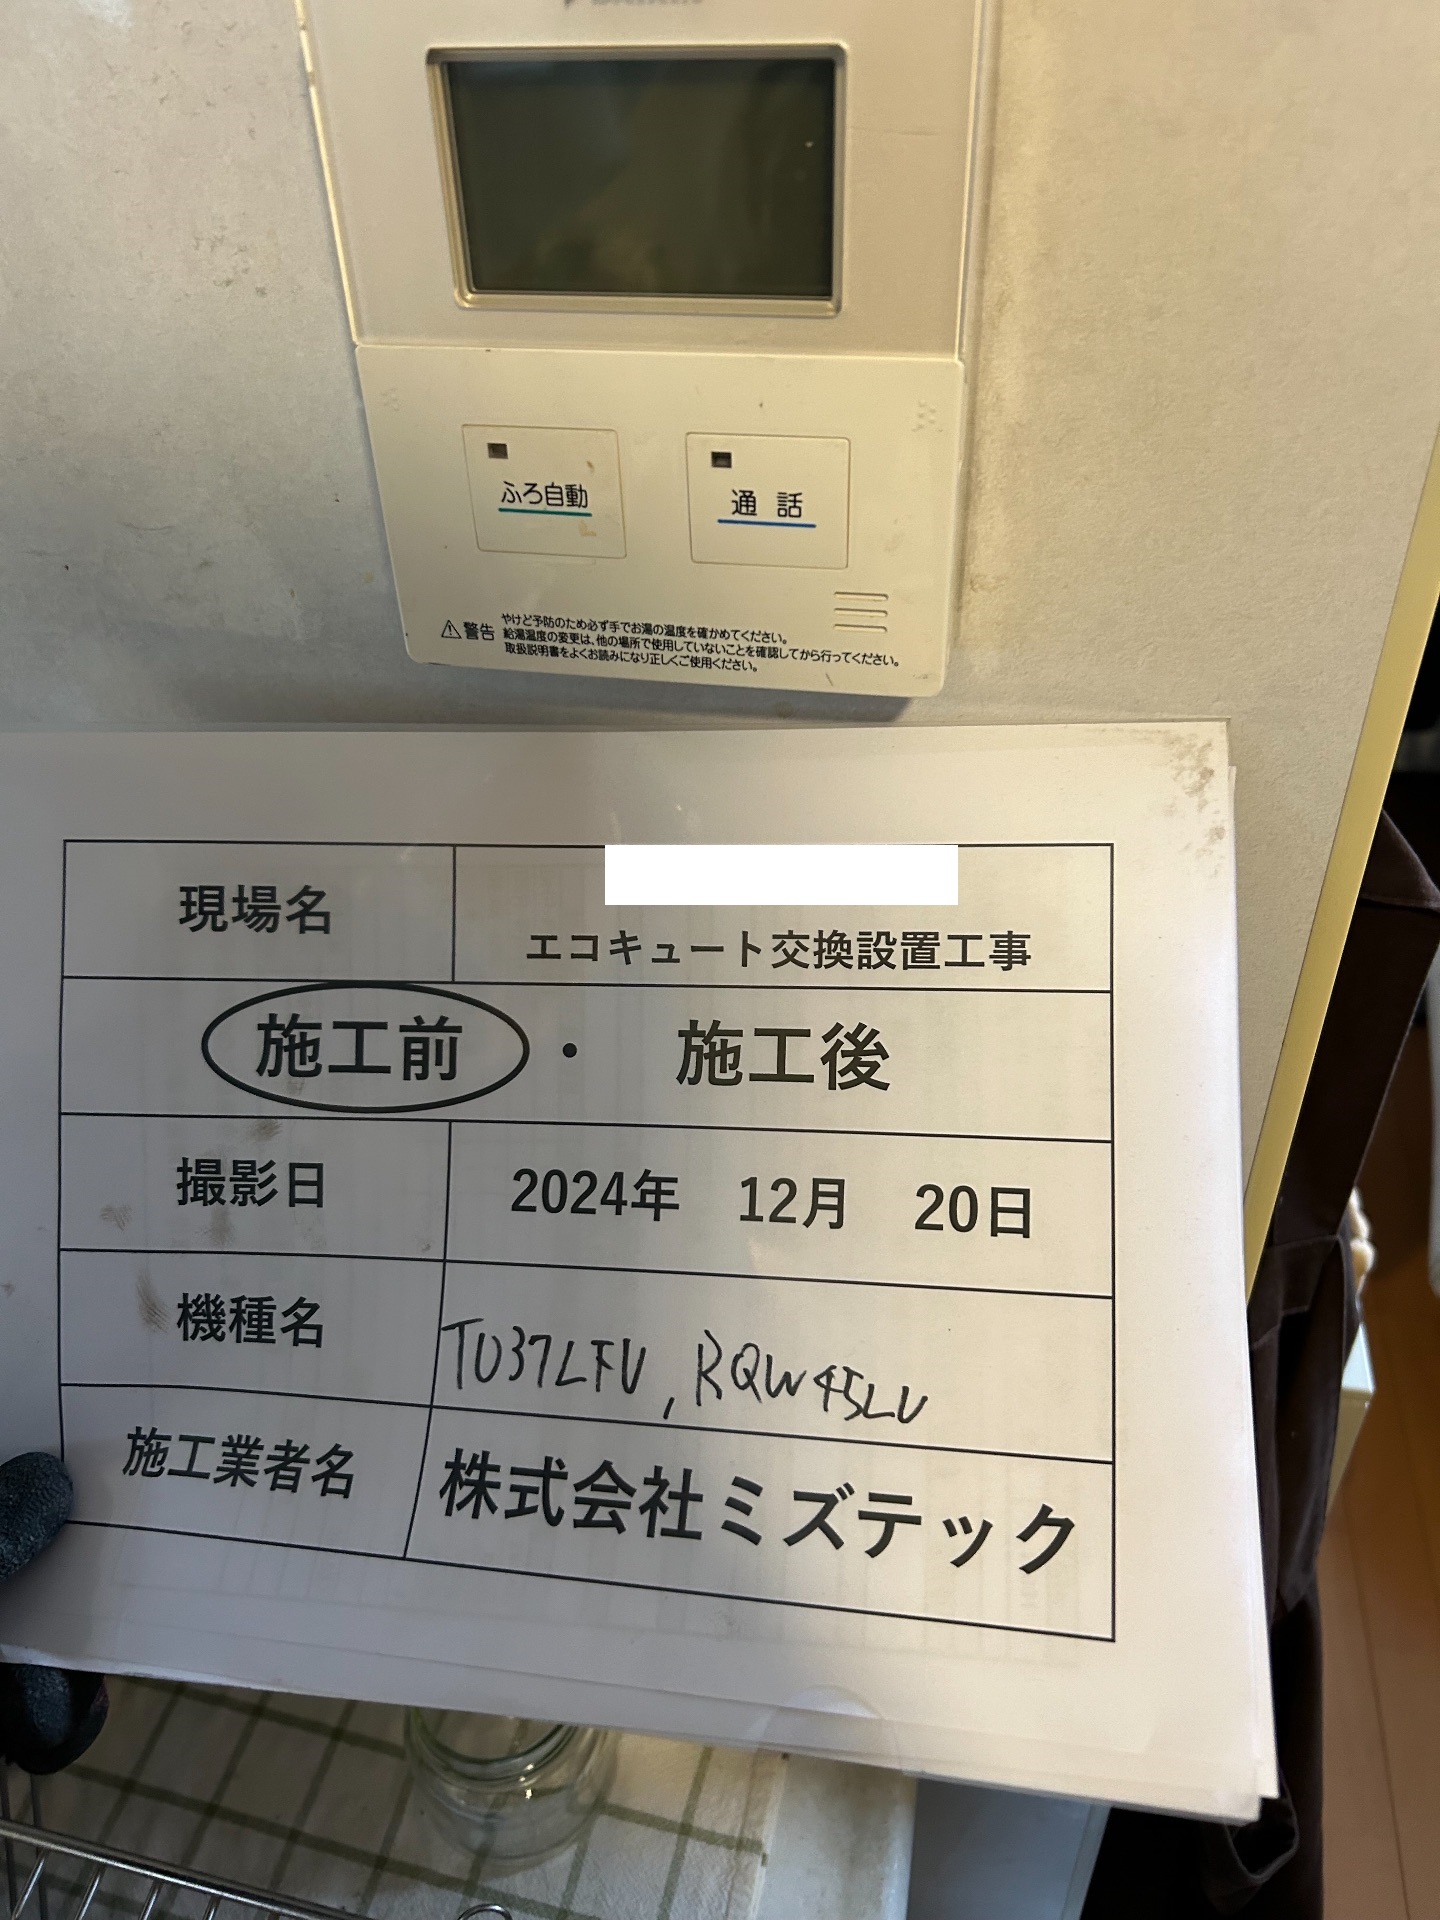 ふろ自動
通話
警告
やけど予防のため必ず手でお湯の温度を確かめてください。
給湯温度の変更は、他の場所で使用していないことを確認してから行ってください。
取扱説明書をよくお読みになり正しくご使用ください。
現場名
エコキュート交換設置工事
施工前 ・ 施工後
撮影日 2024年 12月 20日
機種名 TU37LFV, RQW45LV
施工業者名 株式会社ミズテック